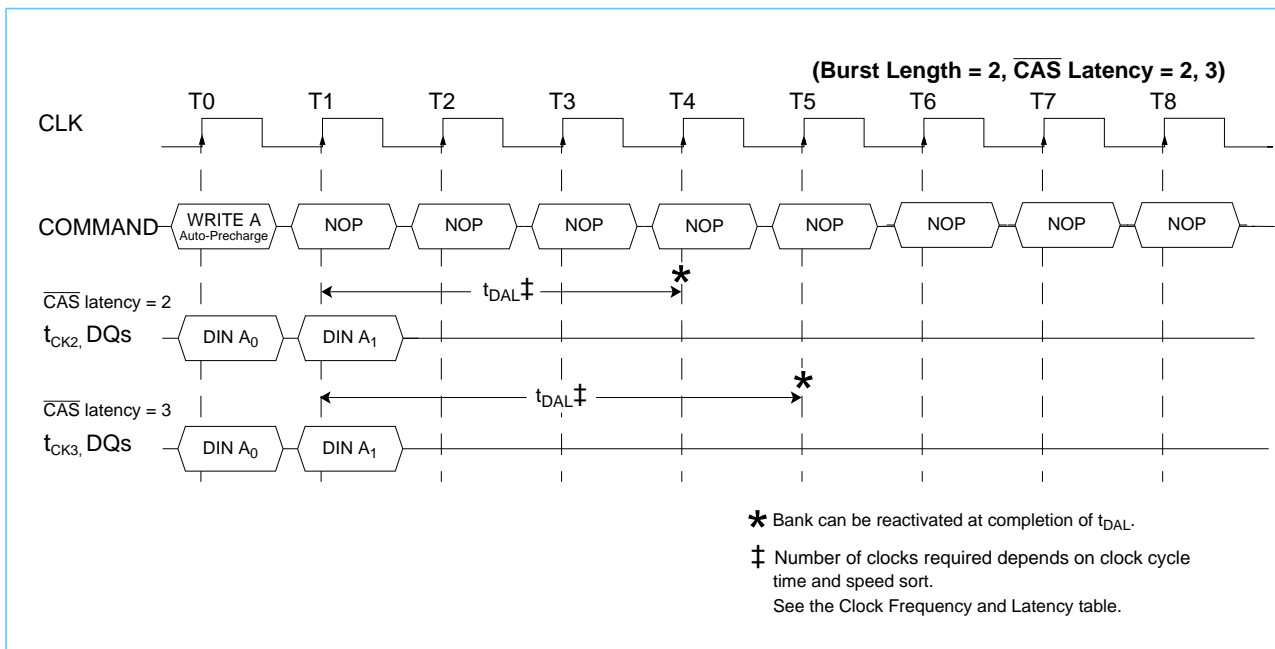 (Burst Length = 2, CAS Latency = 2, 3)
T0 T1 T2 T3 T4 T5 T6 T7 T8
CLK
COMMAND WRITE A Auto-Precharge NOP NOP NOP NOP NOP NOP NOP NOP
*
tDAL‡
CAS latency = 2
tCK2, DQs DIN A0 DIN A1
*
tDAL‡
CAS latency = 3
tCK3, DQs DIN A0 DIN A1
* Bank can be reactivated at completion of tDAL.
‡ Number of clocks required depends on clock cycle
time and speed sort.
See the Clock Frequency and Latency table.